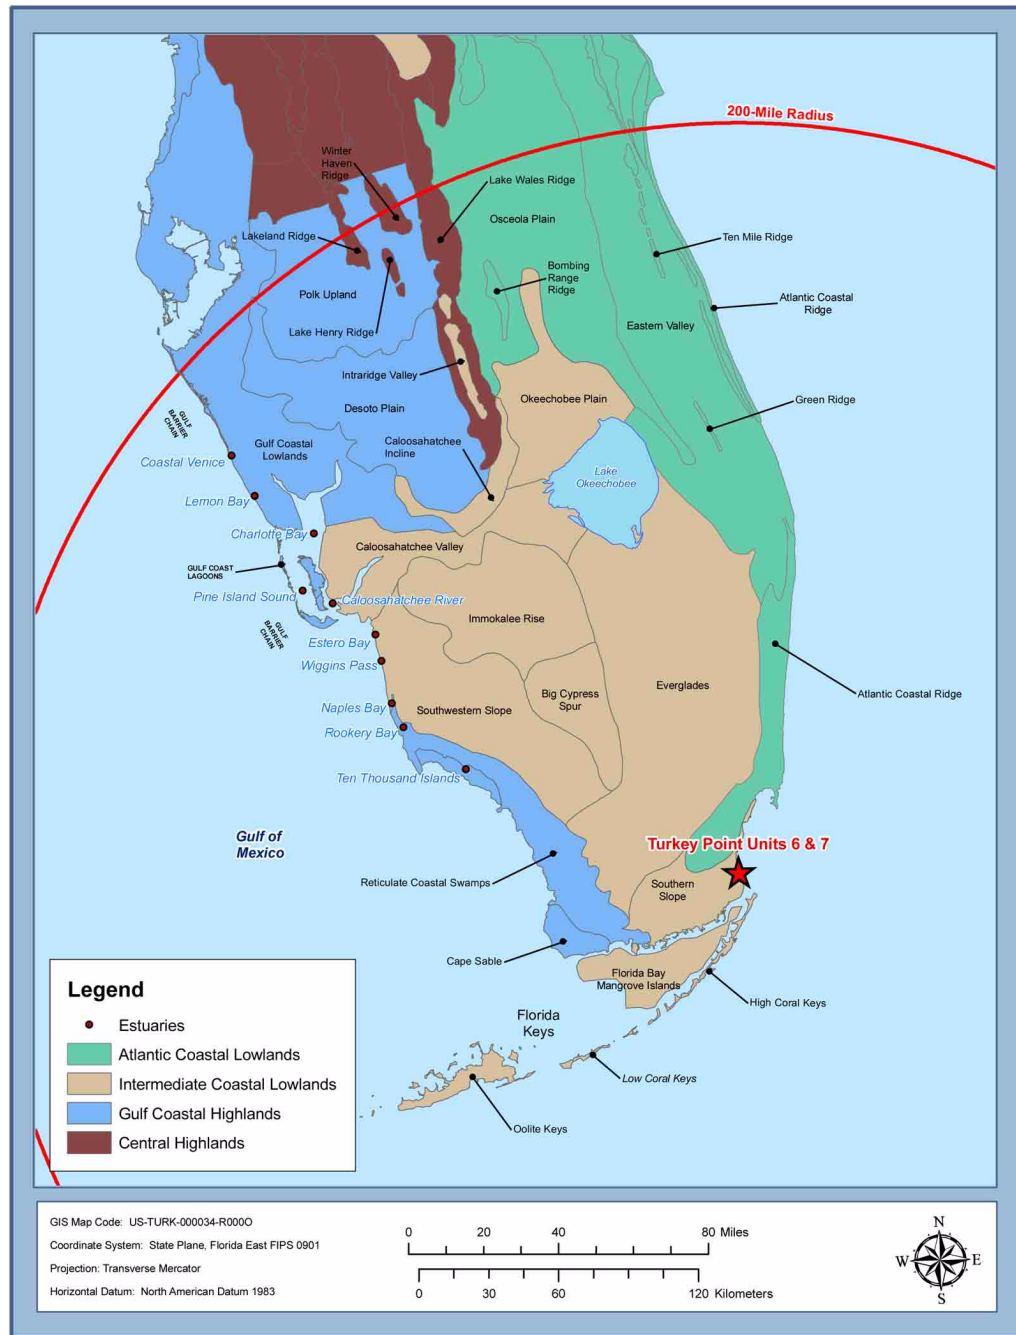 200-Mile Radius
Winter
Haven
Ridge
Lake Wales Ridge
Osceola Plain
Lakeland Ridge
Ten Mile Ridge
Bombing
Range
Ridge
Polk Upland
Atlantic Coastal
Ridge
Lake Henry Ridge
Eastern Valley
Intraridge Valley
Okeechobee Plain
Green Ridge
Desoto Plain
GULF
BARRIER
CHAIN
Gulf Coastal
Lowlands
Caloosahatchee
Incline
Coastal Venice
Lake
Okeechobee
Lemon Bay
Charlotte Bay
Caloosahatchee Valley
GULF COAST
LAGOONS
Pine Island Sound
Caloosahatchee River
Immokalee Rise
GULF
BARRIER
CHAIN
Estero Bay
Wiggins Pass
Everglades
Big Cypress
Spur
Atlantic Coastal Ridge
Naples Bay
Southwestern Slope
Rookery Bay
Ten Thousand Islands
Gulf of
Mexico
Turkey Point Units 6 & 7
Reticulate Coastal Swamps
Southern
Slope
Cape Sable
Florida Bay
Mangrove Islands
High Coral Keys
Florida
Keys
Low Coral Keys
Oolite Keys
Legend
Estuaries
Atlantic Coastal Lowlands
Intermediate Coastal Lowlands
Gulf Coastal Highlands
Central Highlands
GIS Map Code: US-TURK-000034-R000O
Coordinate System: State Plane, Florida East FIPS 0901
Projection: Transverse Mercator
Horizontal Datum: North American Datum 1983
0 20 40 80 Miles
0 30 60 120 Kilometers
N
W E
S